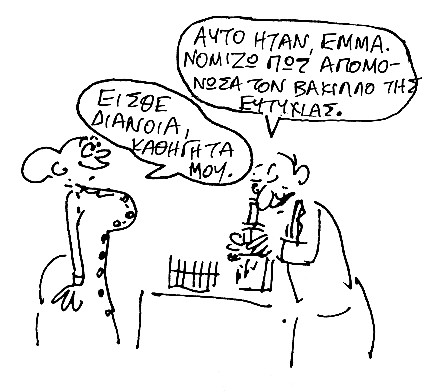 ΑΥΤΟ ΗΤΑΝ, ΕΜΜΑ.
ΝΟΜΙΖΩ ΠΩΣ ΑΠΟΜΟ-
ΝΩΣΑ ΤΟΝ ΒΑΚΙΛΛΟ ΤΗΣ
ΕΥΤΥΧΙΑΣ.
ΕΙΣΘΕ
ΔΙΑΝΟΙΑ,
ΚΑΘΗΓΗΤΑ
ΜΟΥ.